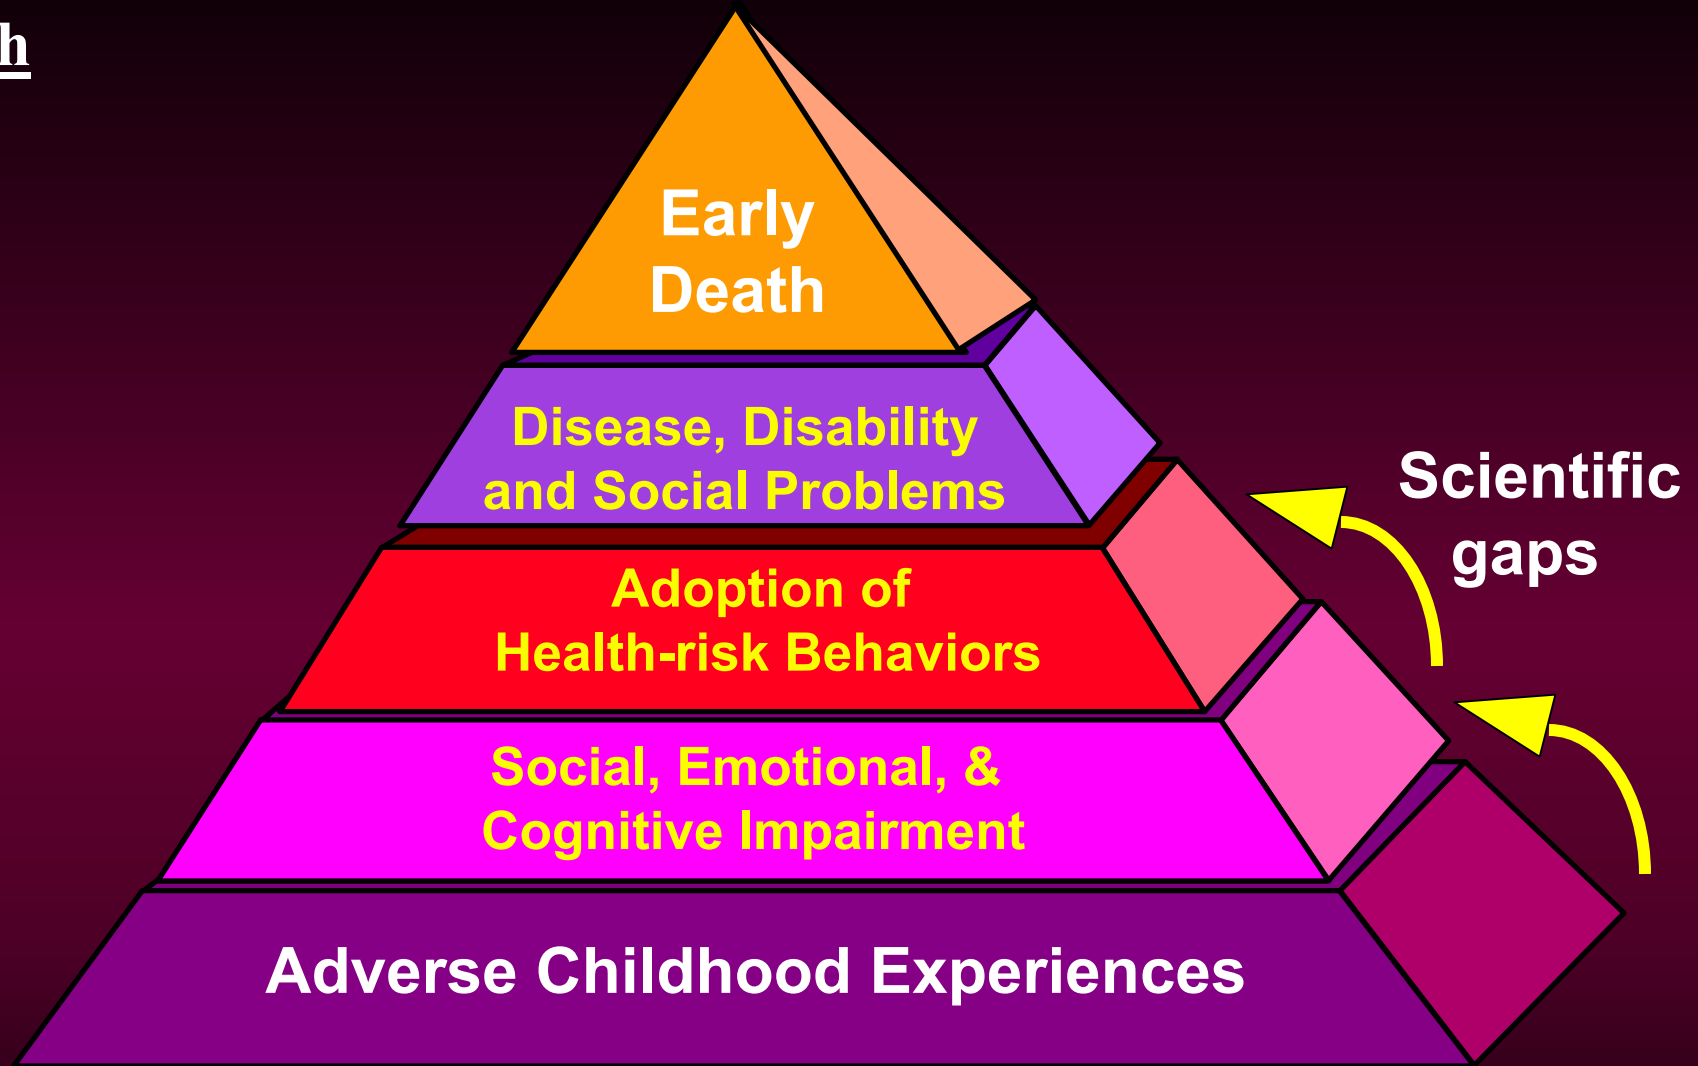 h
Early
Death
Disease, Disability
and Social Problems
Scientific
gaps
Adoption of
Health-risk Behaviors
Social, Emotional, &
Cognitive Impairment
Adverse Childhood Experiences